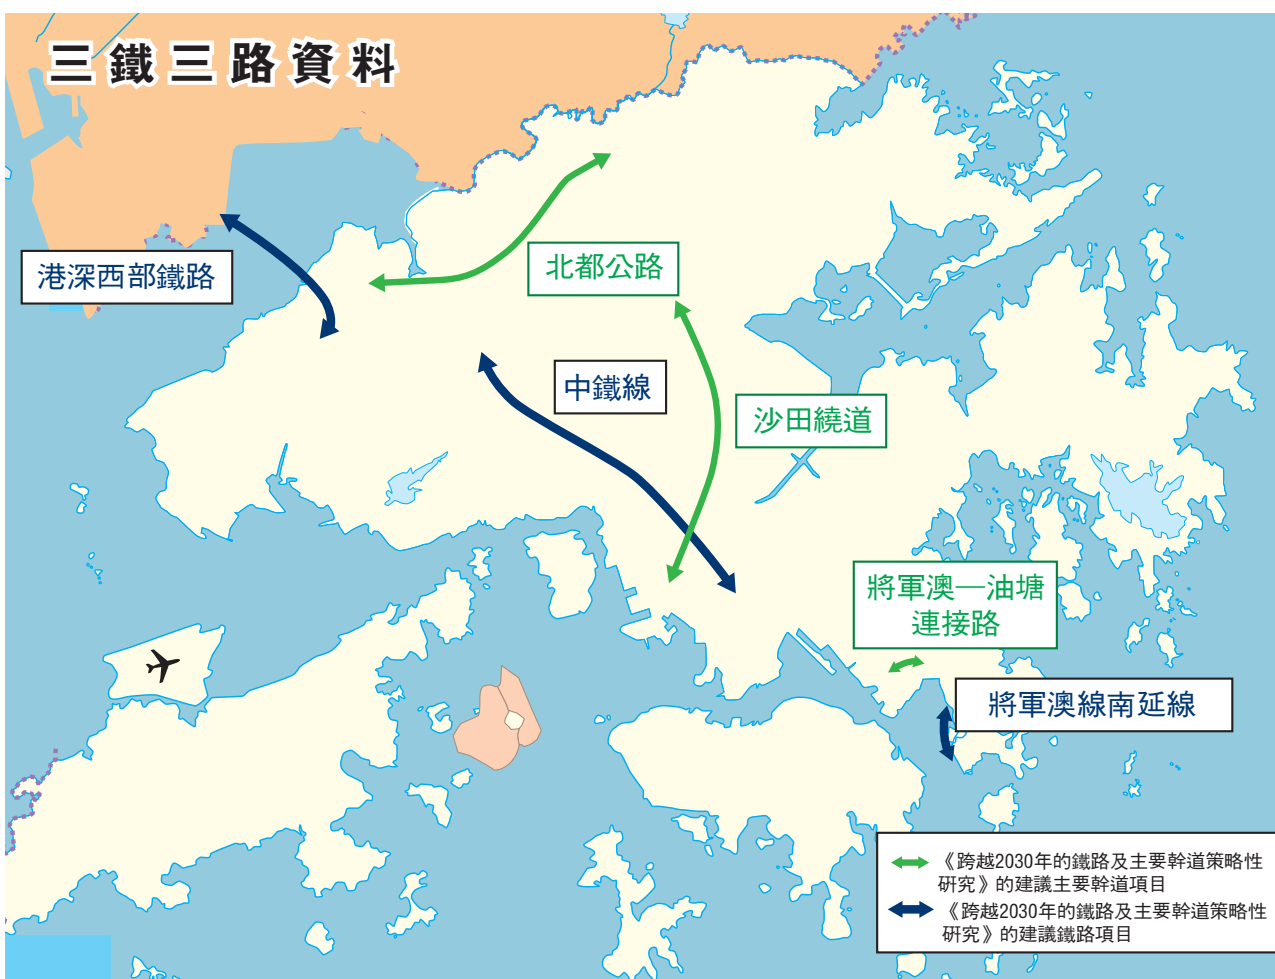 三鐵三路資料
港深西部鐵路
北都公路
中鐵線
沙田繞道
將軍澳—油塘
連接路
將軍澳線南延線
《跨越2030年的鐵路及主要幹道策略性
研究》的建議主要幹道項目
《跨越2030年的鐵路及主要幹道策略性
研究》的建議鐵路項目